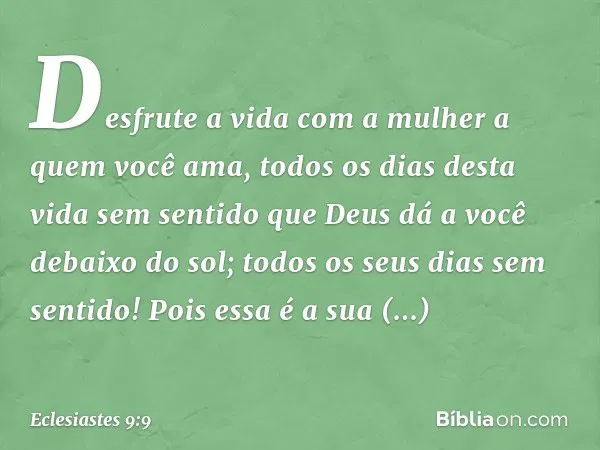 Desfrute a vida com a mulher a
quem você ama, todos os dias desta
vida sem sentido que Deus dá a você
debaixo do sol; todos os seus dias sem
sentido! Pois essa é a sua (...)
Eclesiastes 9:9
Bíbliaon.com